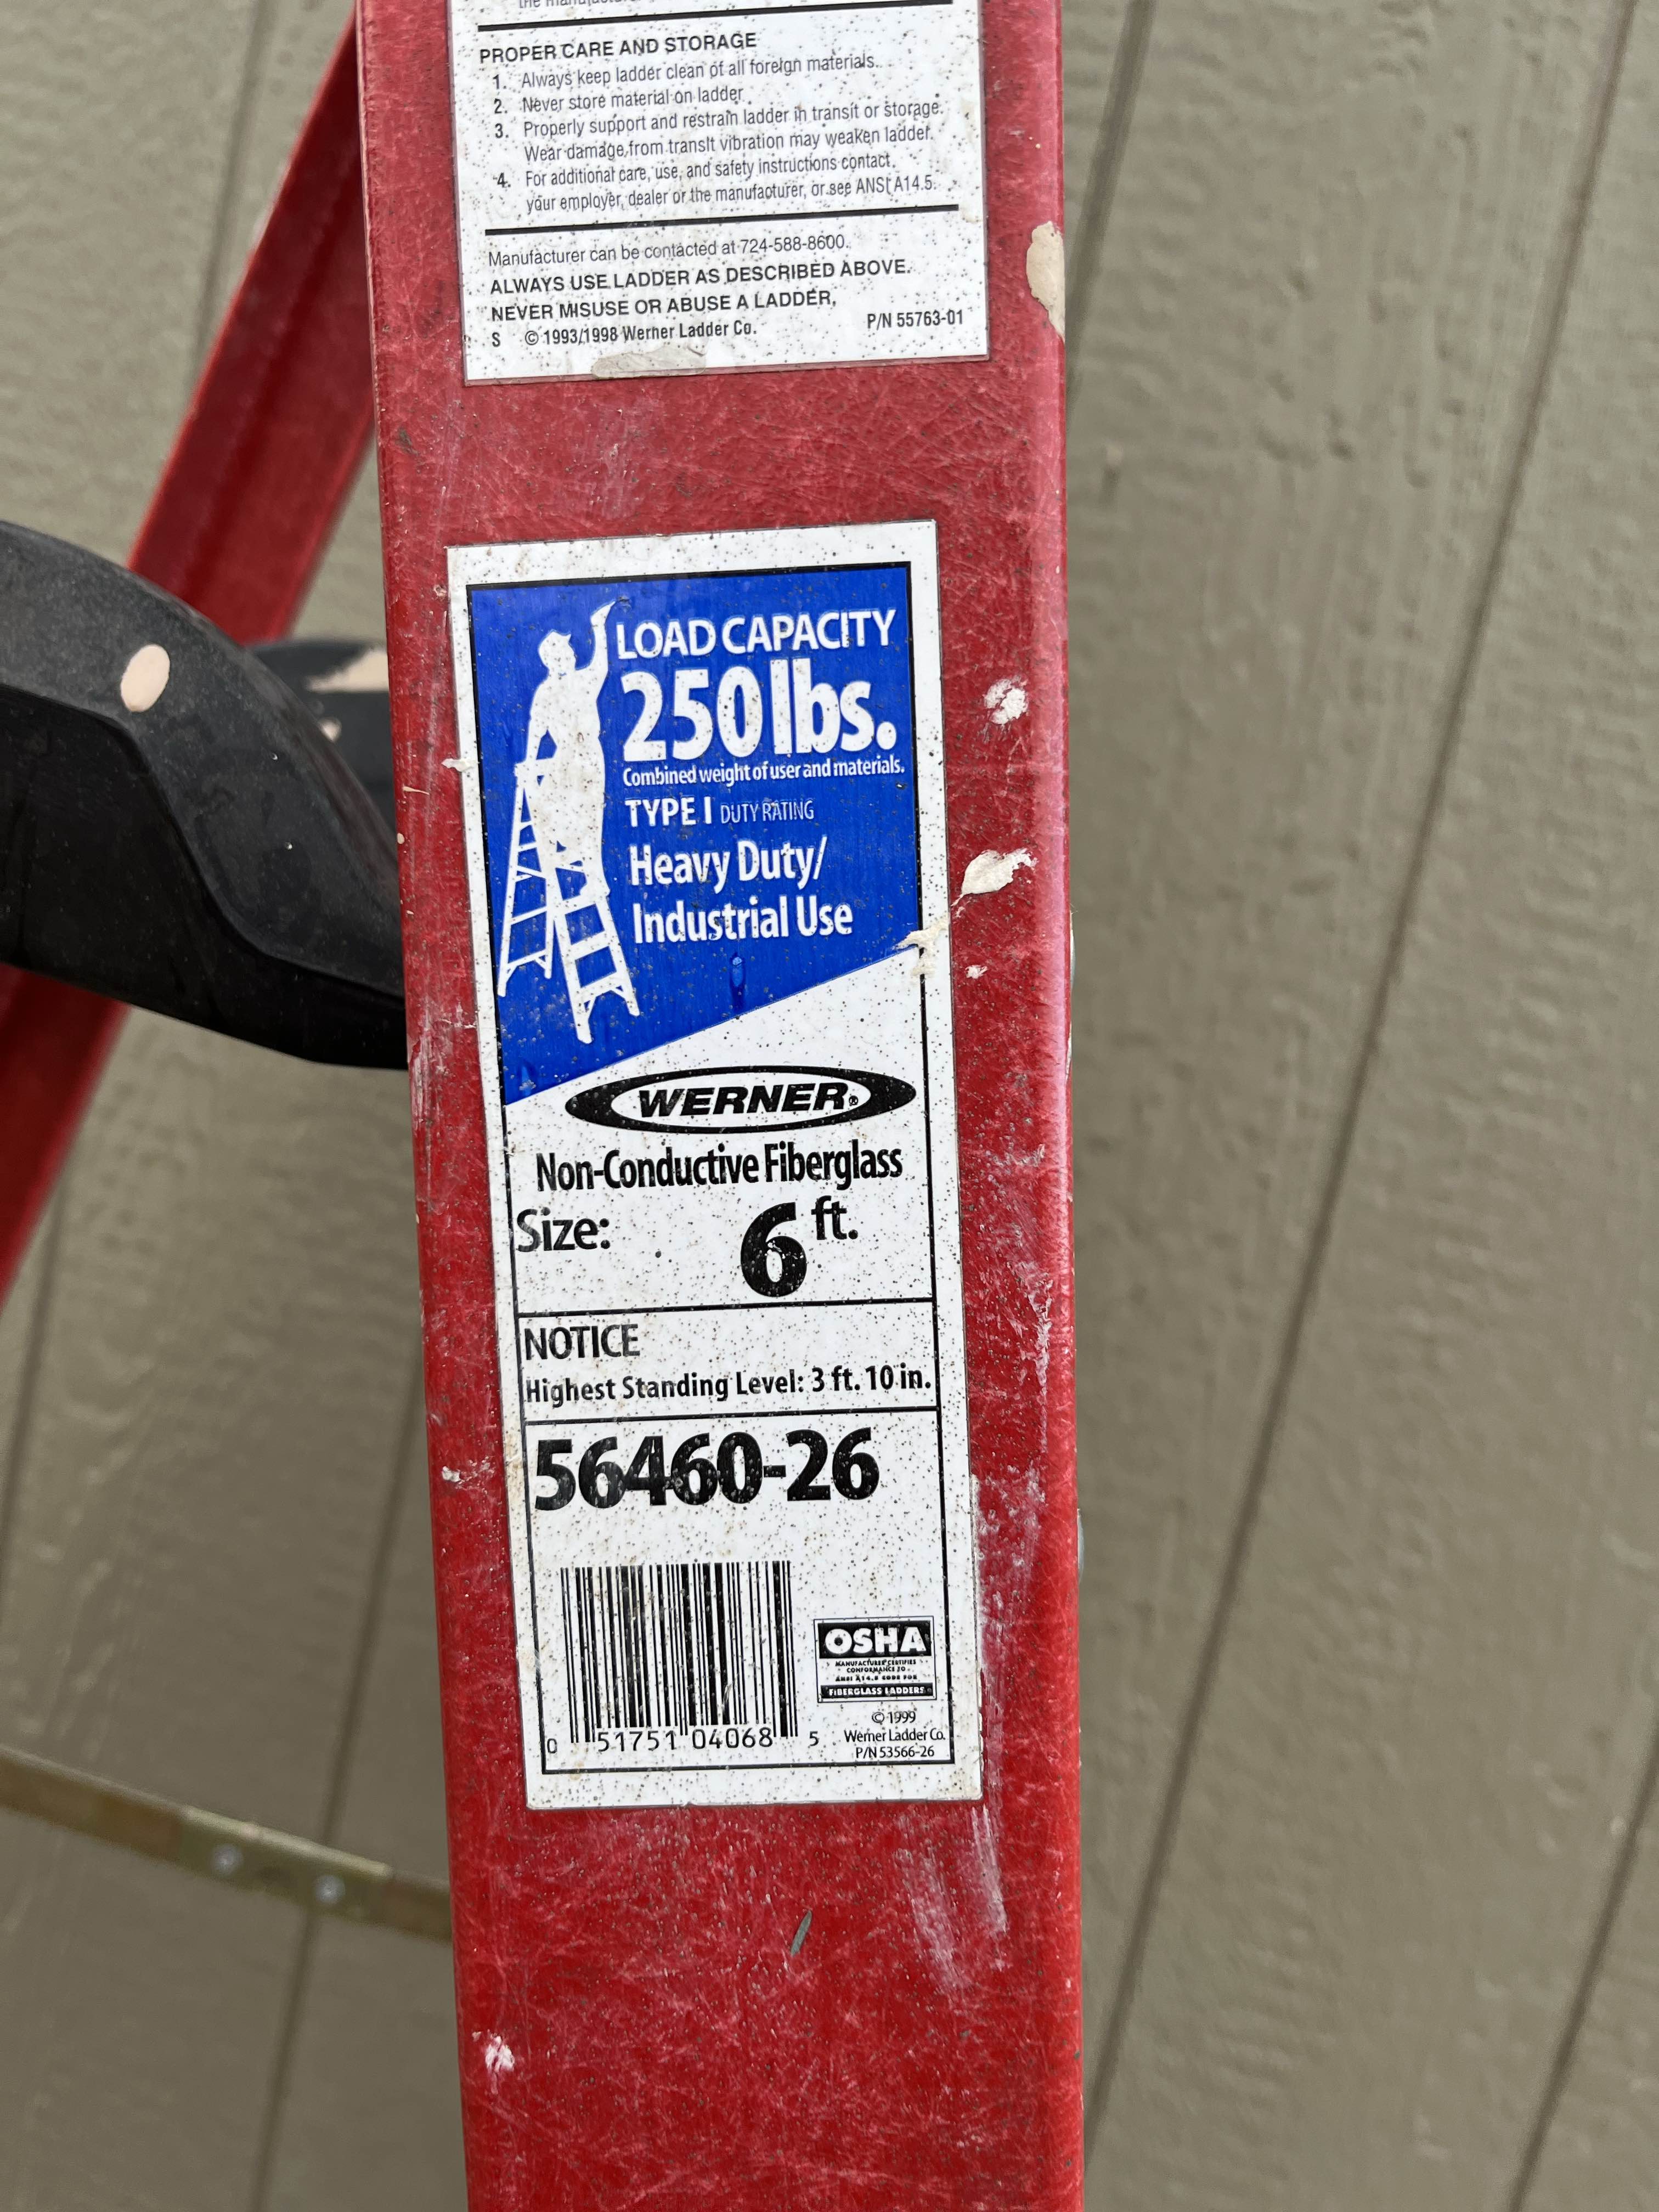 PROPER CARE AND STORAGE
1. Always keep ladder clean of all foreign materials.
2. Never store material on ladder.
3. Properly support and restrain ladder in transit or storage.
Wear damage from transit vibration may weaken ladder.
4. For additional care, use, and safety instructions contact
your employer, dealer or the manufacturer, or see ANSI A14.5.
Manufacturer can be contacted at 724-588-8600.
ALWAYS USE LADDER AS DESCRIBED ABOVE.
NEVER MISUSE OR ABUSE A LADDER.
S © 1993/1998 Werner Ladder Co. P/N 55763-01
LOAD CAPACITY
250 lbs.
Combined weight of user and materials.
TYPE I DUTY RATING
Heavy Duty/
Industrial Use
WERNER®
Non-Conductive Fiberglass
Size: 6 ft.
NOTICE
Highest Standing Level: 3 ft. 10 in.
56460-26
OSHA
MANUFACTURER CERTIFIES
CONFORMANCE TO
FIBERGLASS LADDERS
© 1999
Werner Ladder Co.
P/N 53566-26
0 51751 04068 5